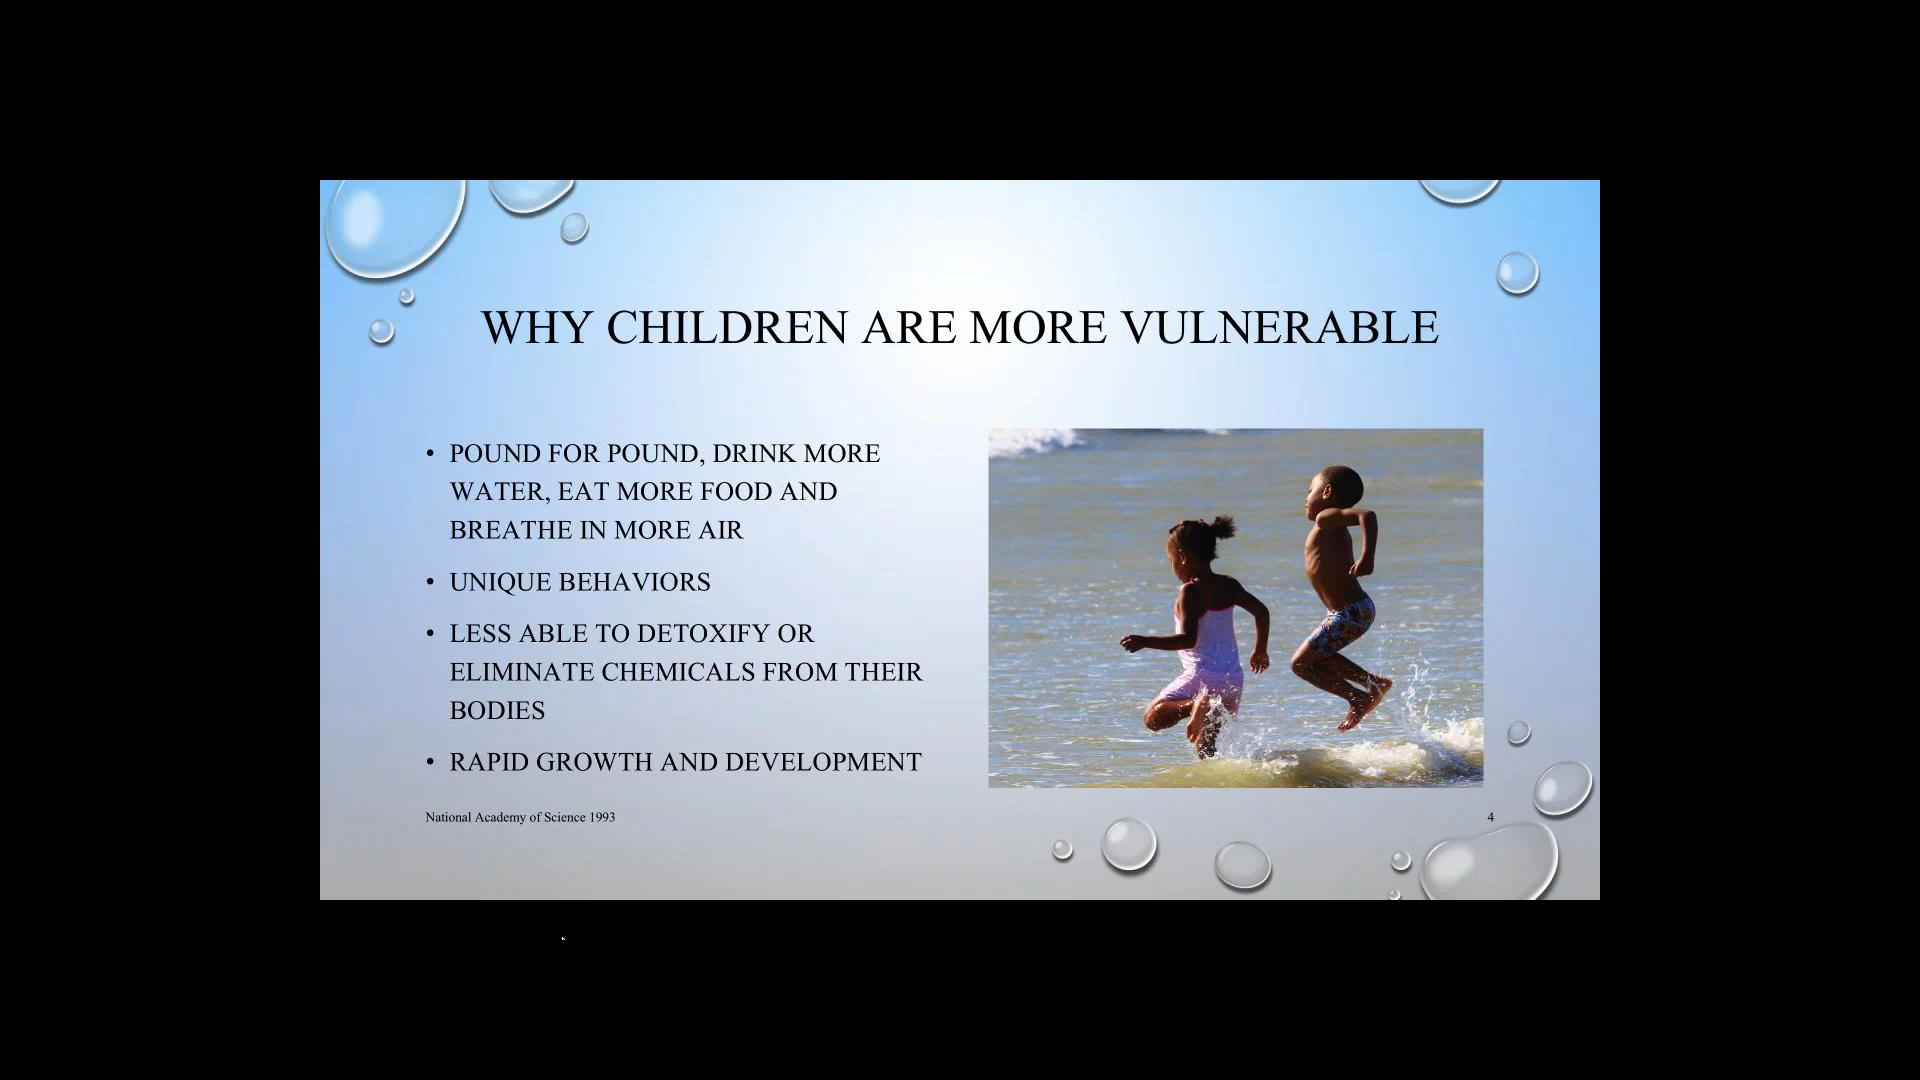 WHY CHILDREN ARE MORE VULNERABLE
• POUND FOR POUND, DRINK MORE
WATER, EAT MORE FOOD AND
BREATHE IN MORE AIR
• UNIQUE BEHAVIORS
• LESS ABLE TO DETOXIFY OR
ELIMINATE CHEMICALS FROM THEIR
BODIES
• RAPID GROWTH AND DEVELOPMENT
National Academy of Science 1993
4